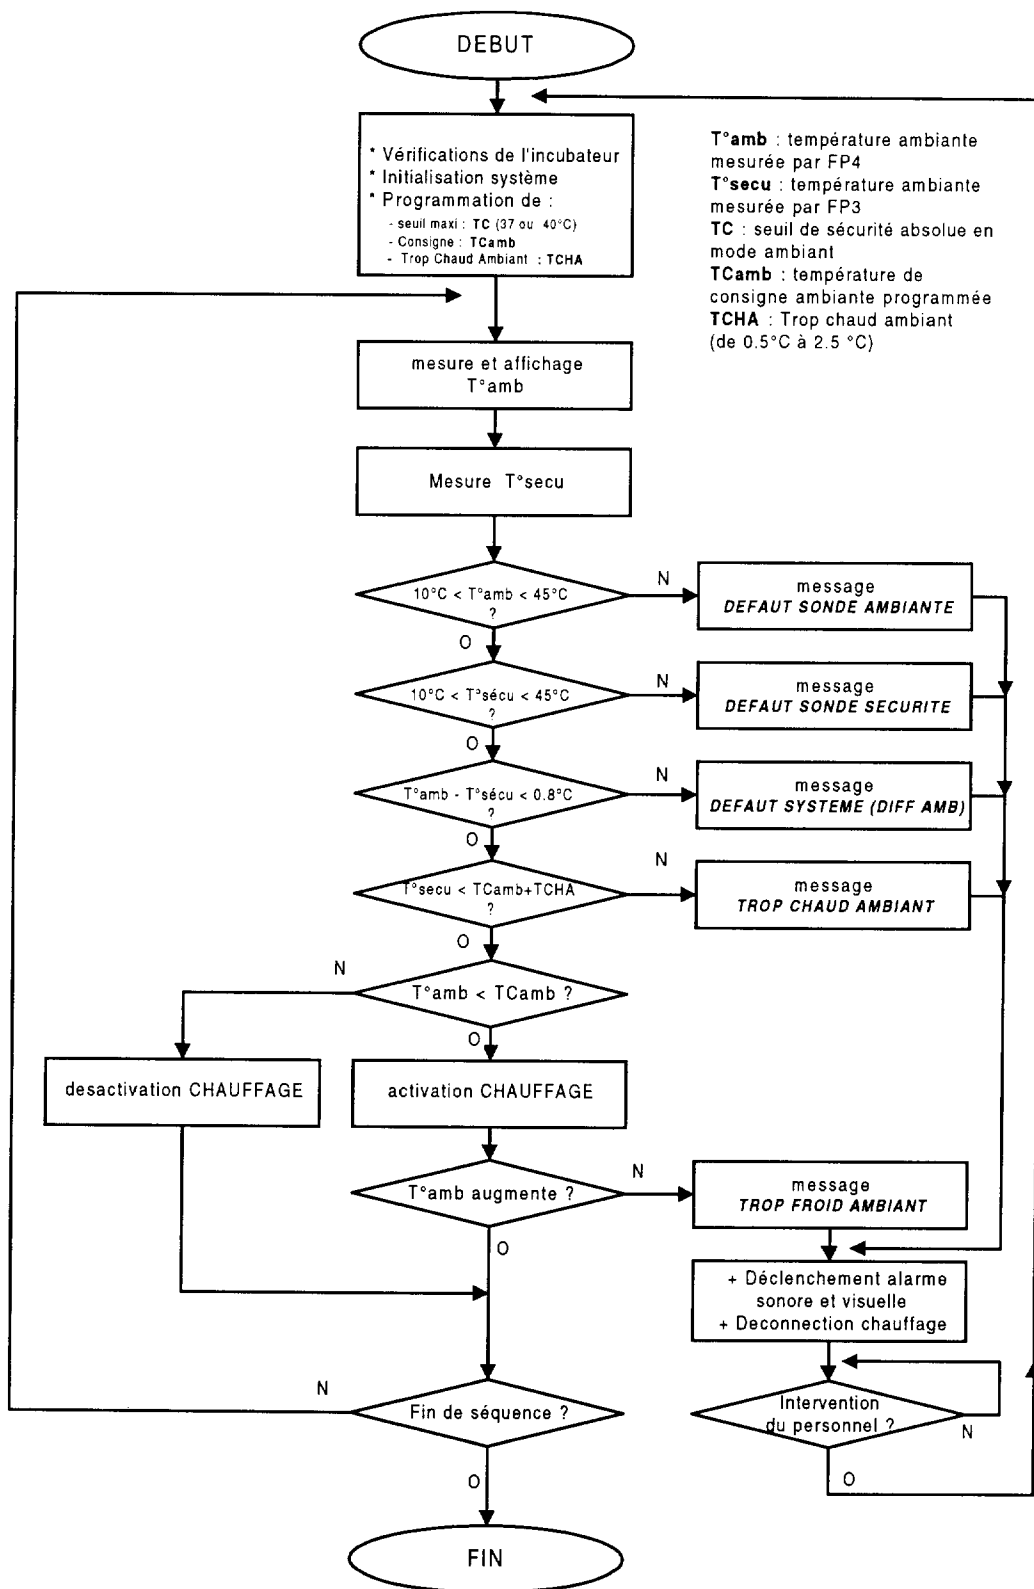 DEBUT
* Vérifications de l'incubateur
* Initialisation système
* Programmation de :
- seuil maxi : TC (37 ou 40°C)
- Consigne : TCamb
- Trop Chaud Ambiant : TCHA
T°amb : température ambiante
mesurée par FP4
T°secu : température ambiante
mesurée par FP3
TC : seuil de sécurité absolue en
mode ambiant
TCamb : température de
consigne ambiante programmée
TCHA : Trop chaud ambiant
(de 0.5°C à 2.5 °C)
mesure et affichage
T°amb
Mesure T°secu
10°C < T°amb < 45°C
?
N
message
DEFAUT SONDE AMBIANTE
O
10°C < T°sécu < 45°C
?
N
message
DEFAUT SONDE SECURITE
O
T°amb - T°sécu < 0.8°C
?
N
message
DEFAUT SYSTEME (DIFF AMB)
O
T°secu < TCamb+TCHA
?
N
message
TROP CHAUD AMBIANT
O
N
T°amb < TCamb ?
O
desactivation CHAUFFAGE
activation CHAUFFAGE
T°amb augmente ?
N
message
TROP FROID AMBIANT
O
+ Déclenchement alarme
sonore et visuelle
+ Deconnection chauffage
N
Fin de séquence ?
Intervention
du personnel ?
N
O
O
FIN